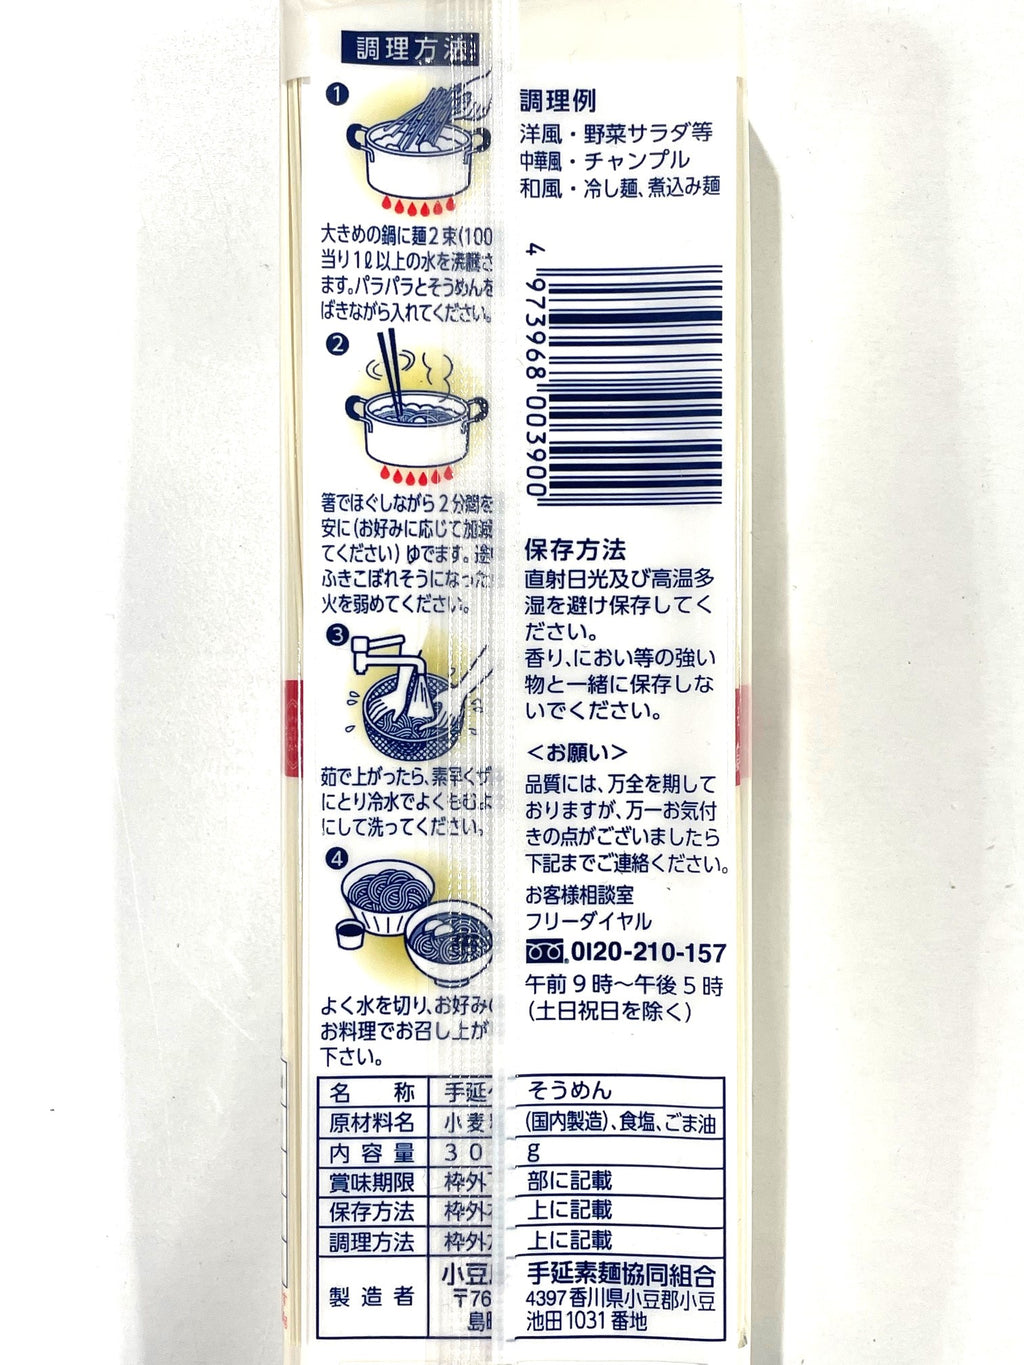 調理方法
1
大きめの鍋に麺2束(100
当り1ℓ以上の水を沸騰さ
ます。パラパラとそうめんを
ばきながら入れてください。
2
箸でほぐしながら2分間を
安に(お好みに応じて加減
てください)ゆでます。途
ふきこぼれそうになった
火を弱めてください。
3
茹で上がったら、素早くザ
にとり冷水でよくもむよ
にして洗ってください。
4
よく水を切り、お好み
お料理でお召し上が
下さい。
調理例
洋風・野菜サラダ等
中華風・チャンプル
和風・冷し麺、煮込み麺
4 973968 003900
保存方法
直射日光及び高温多
湿を避け保存してく
ださい。
香り、におい等の強い
物と一緒に保存しな
いでください。
<お願い>
品質には、万全を期して
おりますが、万一お気付
きの点がございましたら
下記までご連絡ください。
お客様相談室
フリーダイヤル
0120-210-157
午前9時～午後5時
(土日祝日を除く)
名称 手延 そうめん
原材料名 小麦 (国内製造)、食塩、ごま油
内容量 30 g
賞味期限 枠外 部に記載
保存方法 枠外 上に記載
調理方法 枠外 上に記載
製造者 小豆 手延素麺協同組合
〒76 4397香川県小豆郡小豆
島 池田1031番地